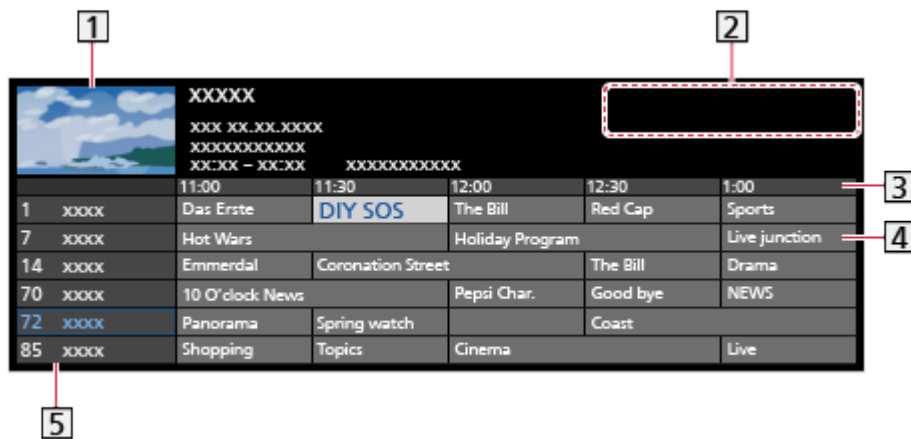 1 2
XXXXX
XXX XX.XX.XXXX
XXXXXXXXXXX
XX:XX – XX:XX XXXXXXXXXXX
11:00 11:30 12:00 12:30 1:00 3
1 XXXX Das Erste DIY SOS The Bill Red Cap Sports
7 XXXX Hot Wars Holiday Program Live junction 4
14 XXXX Emmerdal Coronation Street The Bill Drama
70 XXXX 10 O'clock News Pepsi Char. Good bye NEWS
72 XXXX Panorama Spring watch Coast
85 XXXX Shopping Topics Cinema Live
5